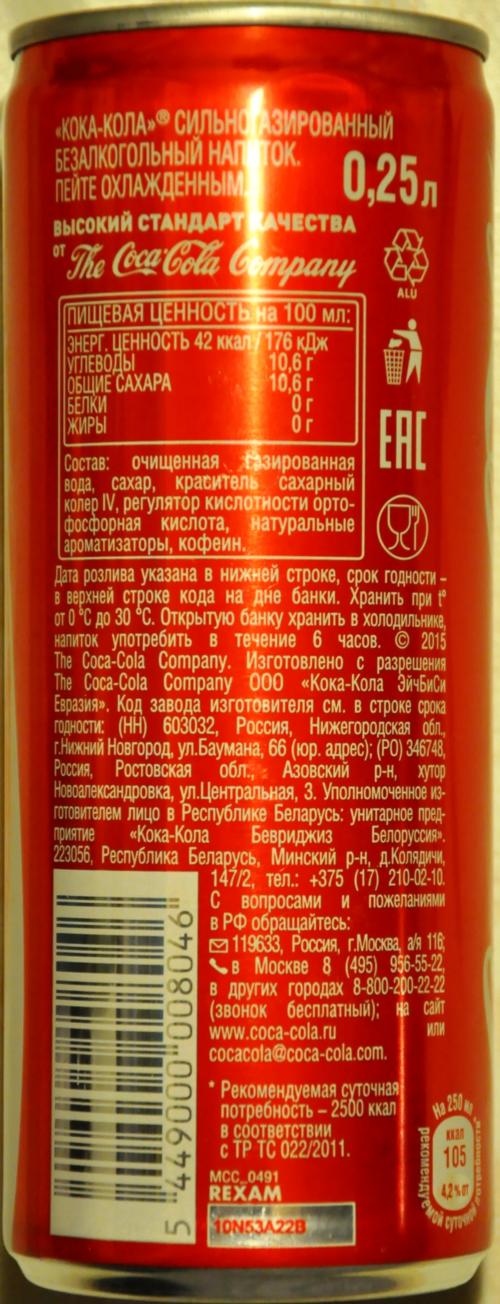 «КОКА-КОЛА»® СИЛЬНОГАЗИРОВАННЫЙ
БЕЗАЛКОГОЛЬНЫЙ НАПИТОК.
ПЕЙТЕ ОХЛАЖДЕННЫМ.
0,25л
ВЫСОКИЙ СТАНДАРТ КАЧЕСТВА
от The Coca-Cola Company
ALU
ПИЩЕВАЯ ЦЕННОСТЬ на 100 мл:
ЭНЕРГ. ЦЕННОСТЬ 42 ккал / 176 кДж
УГЛЕВОДЫ 10,6 г
ОБЩИЕ САХАРА 10,6 г
БЕЛКИ 0 г
ЖИРЫ 0 г
EAC
Состав: очищенная газированная
вода, сахар, краситель сахарный
колер IV, регулятор кислотности орто-
фосфорная кислота, натуральные
ароматизаторы, кофеин.
Дата розлива указана в нижней строке, срок годности –
в верхней строке кода на дне банки. Хранить при t°
от 0 °C до 30 °C. Открытую банку хранить в холодильнике,
напиток употребить в течение 6 часов. © 2015
The Coca-Cola Company. Изготовлено с разрешения
The Coca-Cola Company ООО «Кока-Кола ЭйчБиСи
Евразия». Код завода изготовителя см. в строке срока
годности: (НН) 603032, Россия, Нижегородская обл.,
г.Нижний Новгород, ул.Баумана, 66 (юр. адрес); (РО) 346748,
Россия, Ростовская обл., Азовский р-н, хутор
Новоалександровка, ул.Центральная, 3. Уполномоченное из-
готовителем лицо в Республике Беларусь: унитарное пред-
приятие «Кока-Кола Бевриджиз Белоруссия».
223056, Республика Беларусь, Минский р-н, д.Колядичи,
147/2, тел.: +375 (17) 210-02-10.
С вопросами и пожеланиями
в РФ обращайтесь:
119633, Россия, г.Москва, а/я 116;
в Москве 8 (495) 956-55-22,
в других городах 8-800-200-22-22
(звонок бесплатный); на сайт
www.coca-cola.ru или
cocacola@coca-cola.com.
* Рекомендуемая суточная
потребность – 2500 ккал
в соответствии
с ТР ТС 022/2011.
MCC_0491
REXAM
10N53A22B
5 449000 008046
На 250 мл
ккал
105
4,2% от
рекомендуемой суточной потребности*